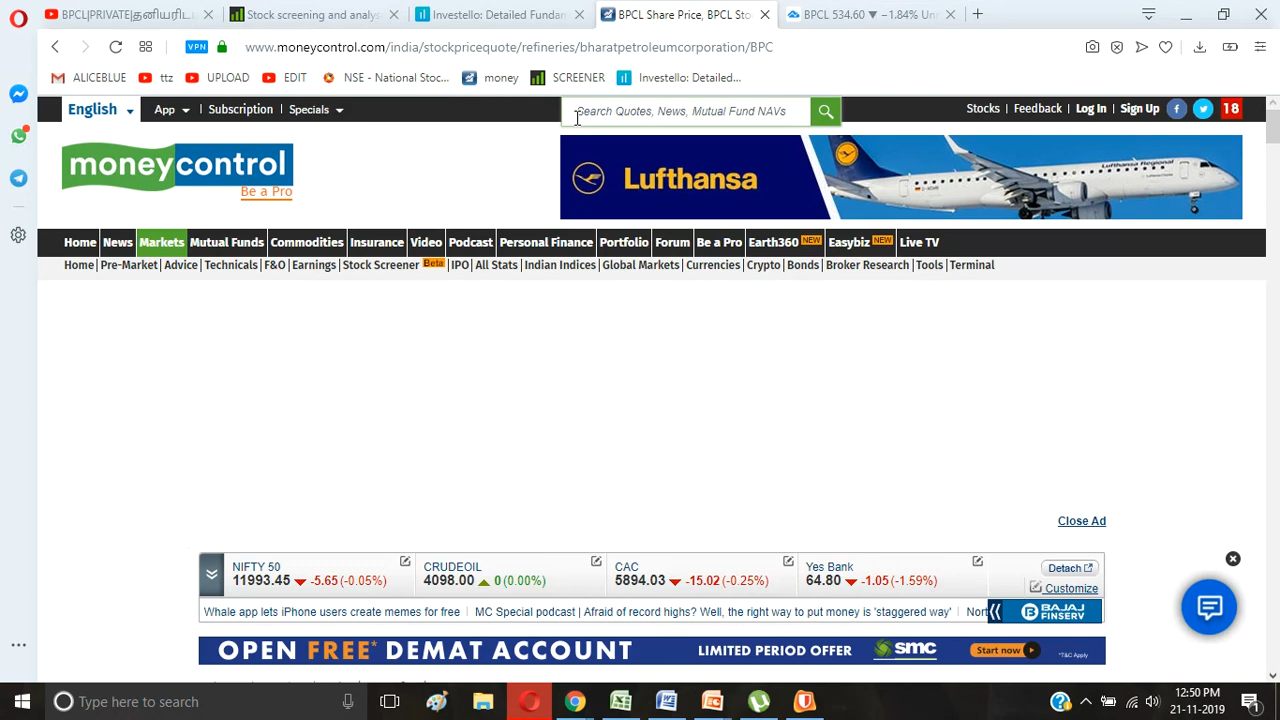 BPCL|PRIVATE|தனியாரிட
Stock screening and analys
Investello: Detailed Fundan
BPCL Share Price, BPCL Sto
BPCL 534.60 ▼ −1.84% Un
VPN
www.moneycontrol.com/india/stockpricequote/refineries/bharatpetroleumcorporation/BPC
ALICEBLUE
ttz
UPLOAD
EDIT
NSE - National Stoc...
money
SCREENER
Investello: Detailed...
English
App
Subscription
Specials
Search Quotes, News, Mutual Fund NAVs
Stocks
Feedback
Log In
Sign Up
18
moneycontrol
Be a Pro
Lufthansa
Lufthansa Regional
Home
News
Markets
Mutual Funds
Commodities
Insurance
Video
Podcast
Personal Finance
Portfolio
Forum
Be a Pro
Earth360 NEW
Easybiz NEW
Live TV
Home|Pre-Market|Advice|Technicals|F&O|Earnings|Stock Screener Beta|IPO|All Stats|Indian Indices|Global Markets|Currencies|Crypto|Bonds|Broker Research|Tools|Terminal
Close Ad
NIFTY 50
11993.45 ▼ -5.65(-0.05%)
CRUDEOIL
4098.00 ▲ 0(0.00%)
CAC
5894.03 ▼ -15.02(-0.25%)
Yes Bank
64.80 ▼ -1.05(-1.59%)
Detach
Customize
Whale app lets iPhone users create memes for free | MC Special podcast | Afraid of record highs? Well, the right way to put money is 'staggered way' | Nort
BAJAJ
FINSERV
OPEN FREE* DEMAT ACCOUNT
LIMITED PERIOD OFFER
smc
Start now
*T&C Apply
Type here to search
12:50 PM
21-11-2019
1